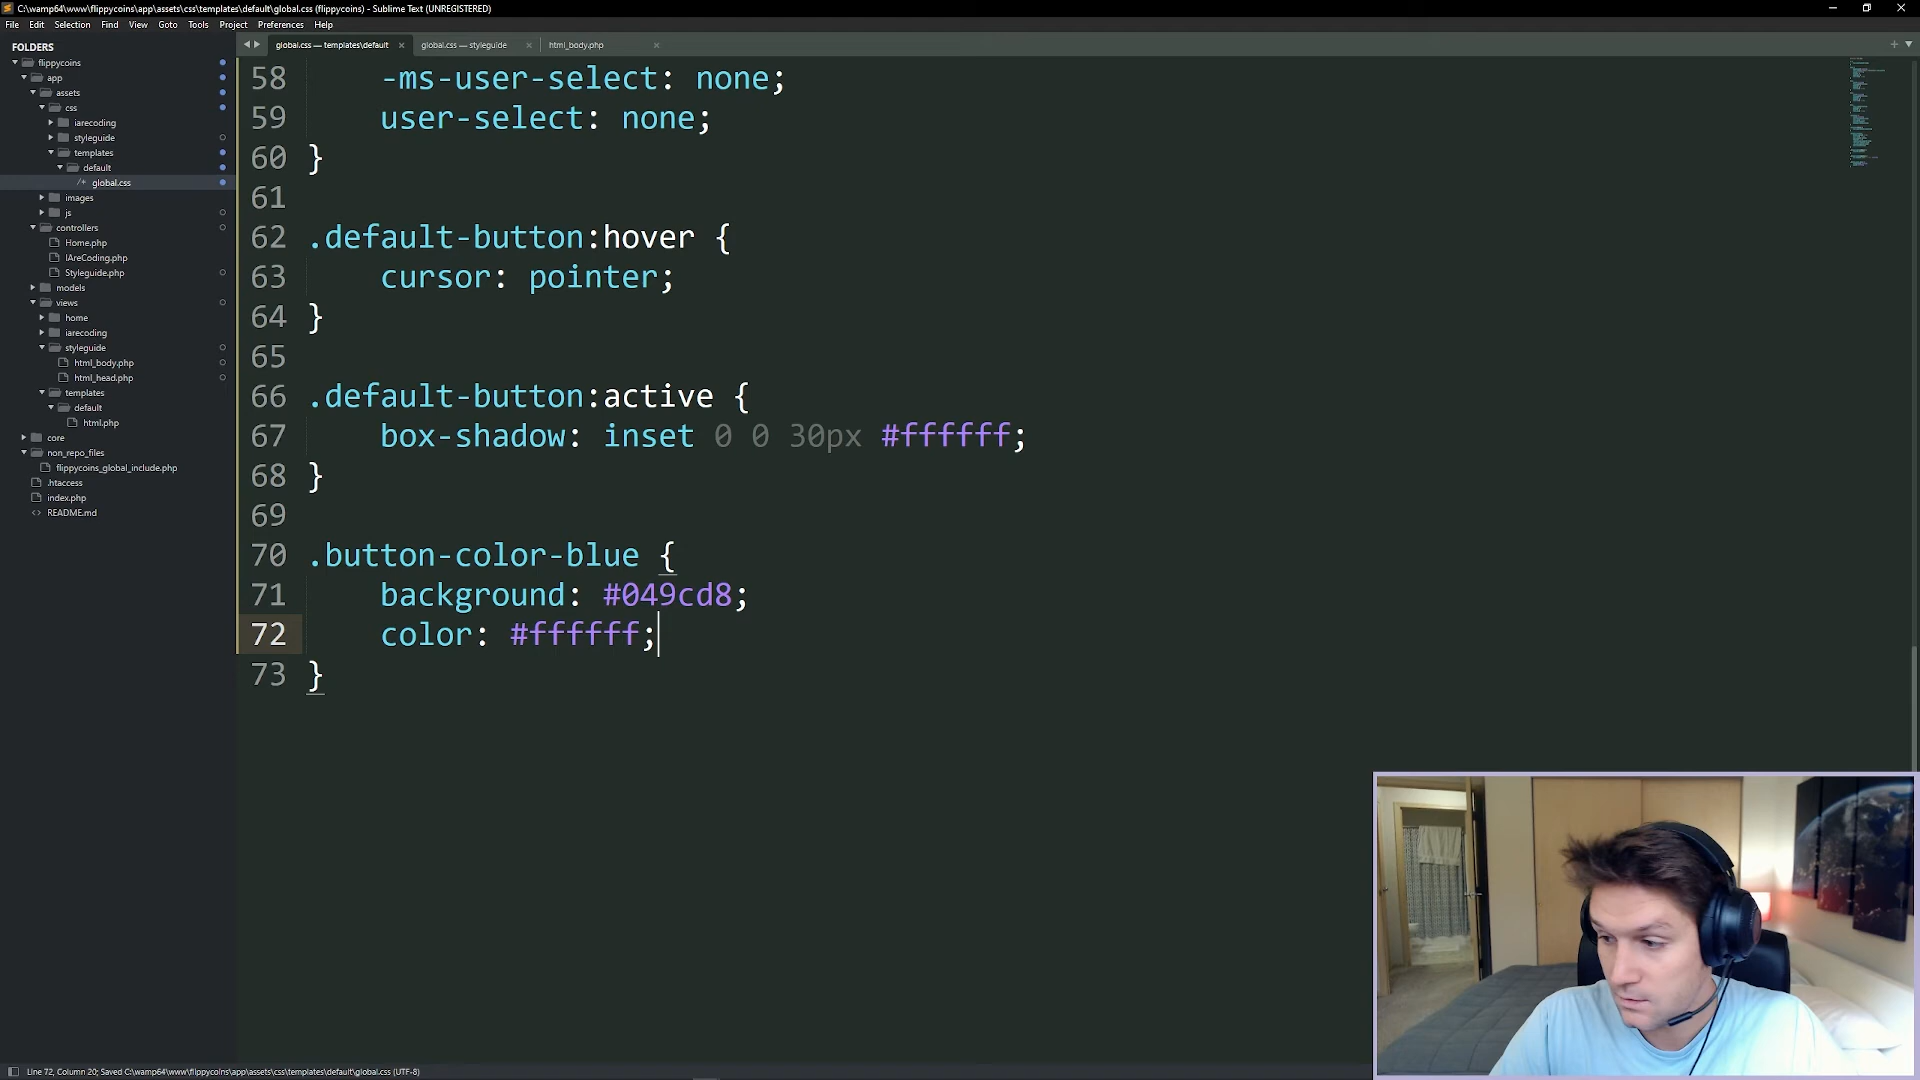 C:\wamp64\www\flippycoins\app\assets\css\templates\default\global.css (flippycoins) - Sublime Text (UNREGISTERED)
File Edit Selection Find View Goto Tools Project Preferences Help
FOLDERS
flippycoins
app
assets
css
iarecoding
styleguide
templates
default
/* global.css
images
js
controllers
Home.php
IAreCoding.php
Styleguide.php
models
views
home
iarecoding
styleguide
html_body.php
html_head.php
templates
default
html.php
core
non_repo_files
flippycoins_global_include.php
.htaccess
index.php
<> README.md
global.css — templates\default × global.css — styleguide × html_body.php ×
58 -ms-user-select: none;
59 user-select: none;
60 }
61
62 .default-button:hover {
63 cursor: pointer;
64 }
65
66 .default-button:active {
67 box-shadow: inset 0 0 30px #ffffff;
68 }
69
70 .button-color-blue {
71 background: #049cd8;
72 color: #ffffff;
73 }
Line 72, Column 20; Saved C:\wamp64\www\flippycoins\app\assets\css\templates\default\global.css (UTF-8)